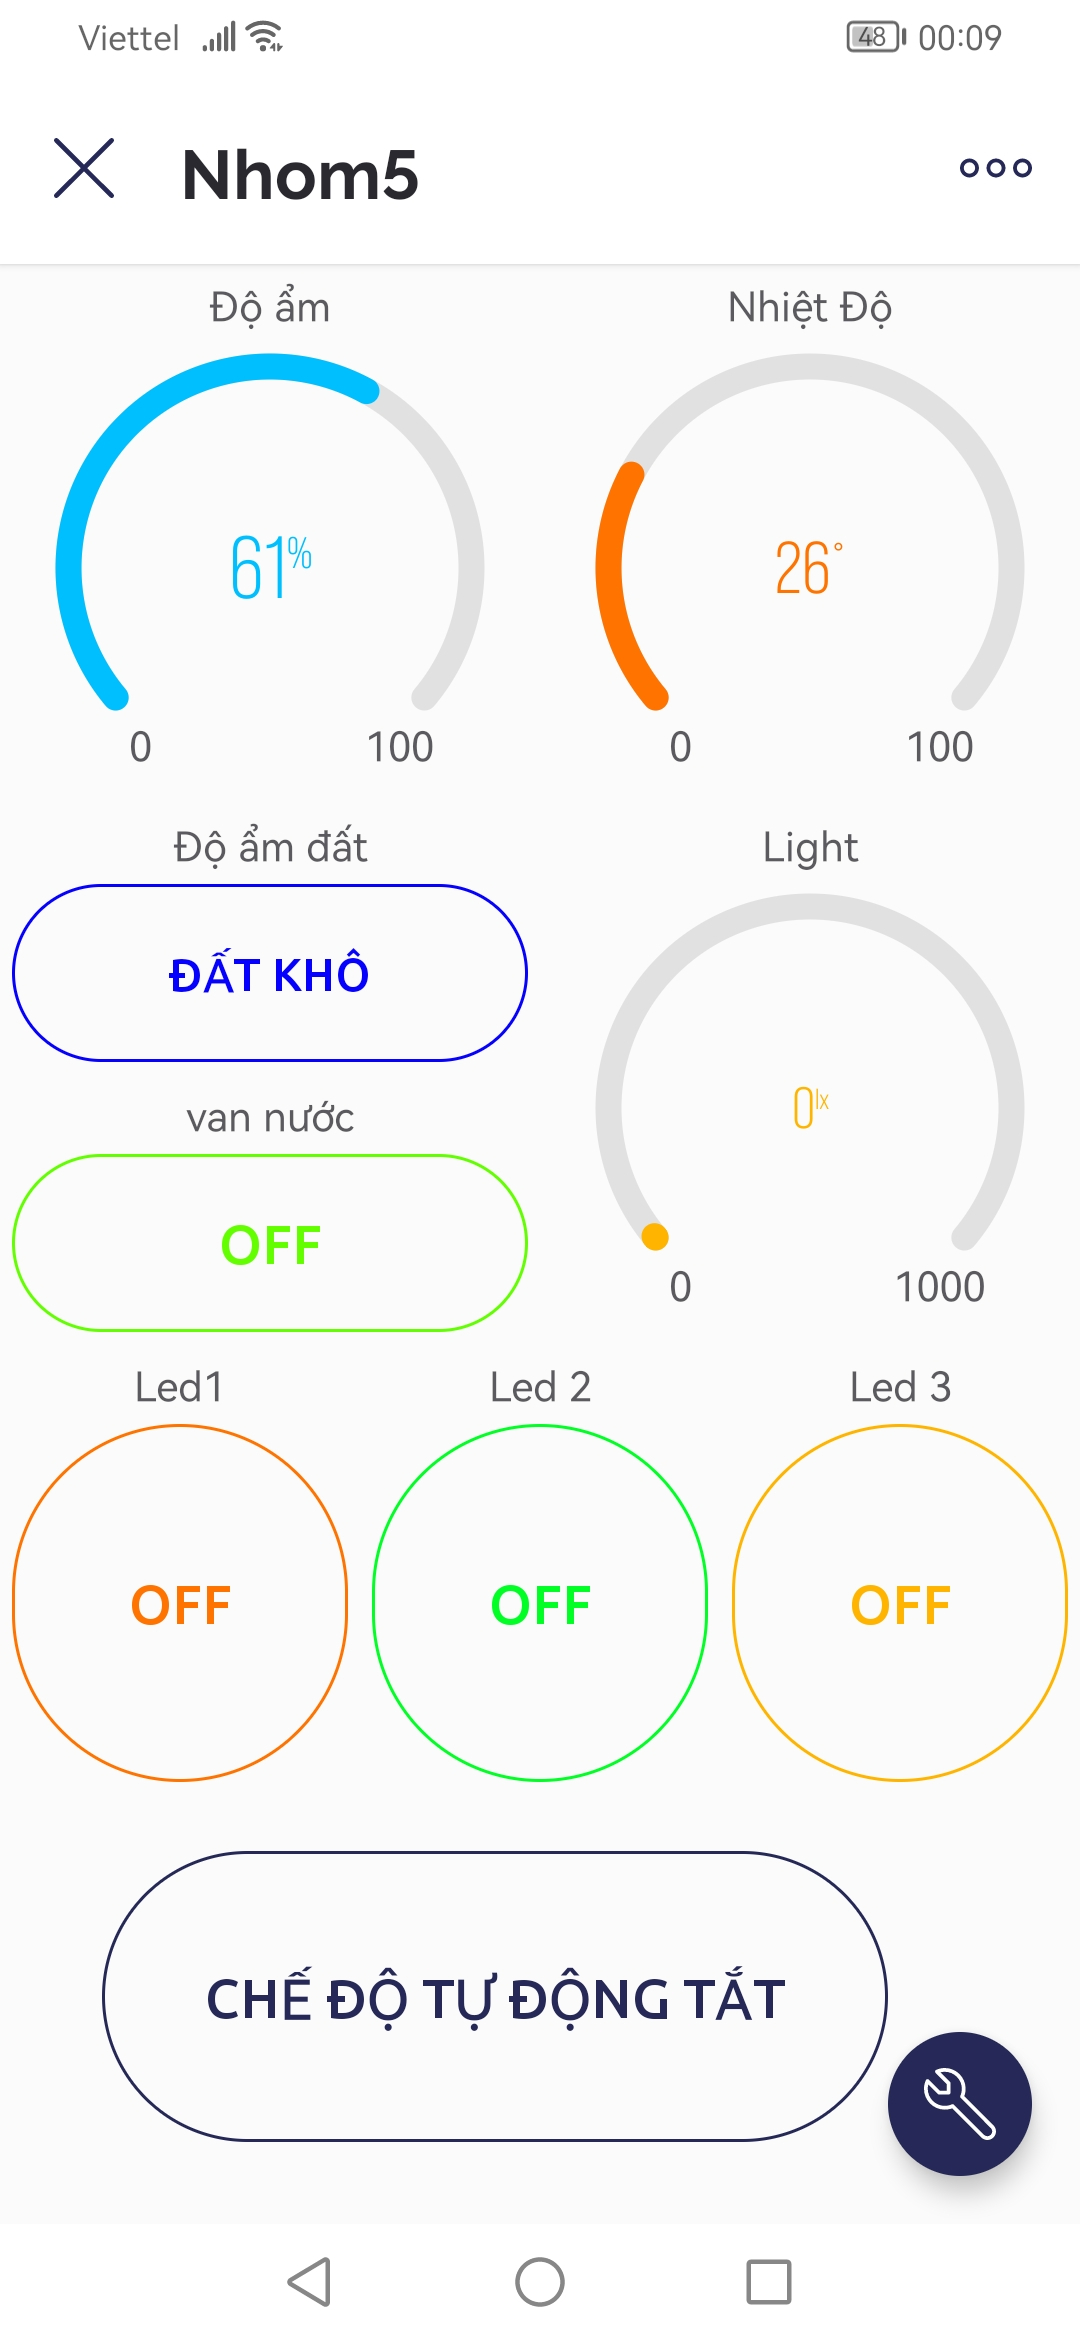 Viettel 48 00:09
Nhom5
Độ ẩm
61%
0 100
Nhiệt Độ
26°
0 100
Độ ẩm đất
ĐẤT KHÔ
Light
0lx
0 1000
van nước
OFF
Led1
OFF
Led 2
OFF
Led 3
OFF
CHẾ ĐỘ TỰ ĐỘNG TẮT